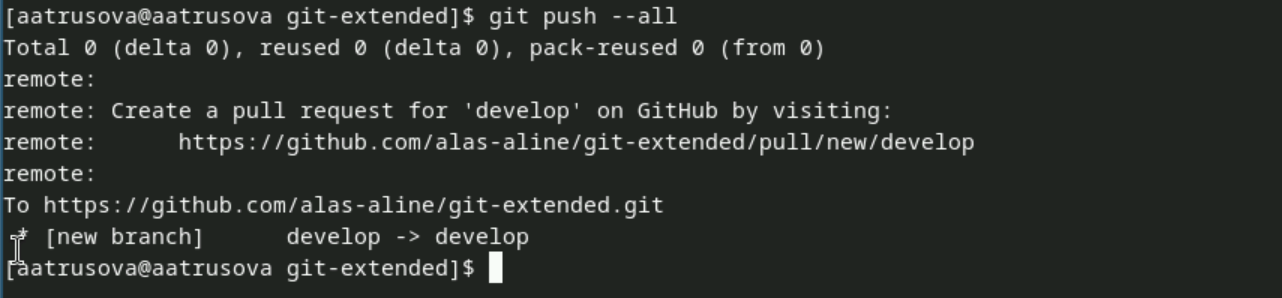 [aatrusova@aatrusova git-extended]$ git push --all
Total 0 (delta 0), reused 0 (delta 0), pack-reused 0 (from 0)
remote:
remote: Create a pull request for 'develop' on GitHub by visiting:
remote:      https://github.com/alas-aline/git-extended/pull/new/develop
remote:
To https://github.com/alas-aline/git-extended.git
 * [new branch]      develop -> develop
[aatrusova@aatrusova git-extended]$